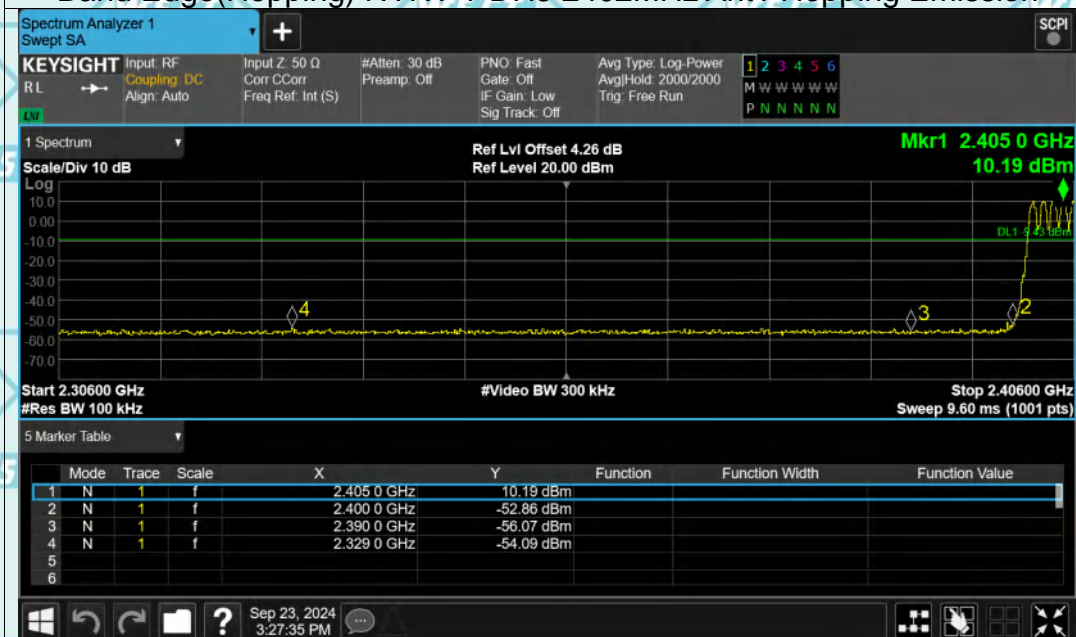 Spectrum Analyzer 1
Swept SA
+
SCPI
KEYSIGHT
RL
LXI
Input: RF
Coupling: DC
Align: Auto
Input Z: 50 Ω
Corr CCorr
Freq Ref: Int (S)
#Atten: 30 dB
Preamp: Off
PNO: Fast
Gate: Off
IF Gain: Low
Sig Track: Off
Avg Type: Log-Power
Avg|Hold: 2000/2000
Trig: Free Run
1 2 3 4 5 6
M W W W W W
P N N N N N
1 Spectrum
Scale/Div 10 dB
Ref Lvl Offset 4.26 dB
Ref Level 20.00 dBm
Mkr1 2.405 0 GHz
10.19 dBm
Log
10.0
0.00
-10.0
-20.0
-30.0
-40.0
-50.0
-60.0
-70.0
DL1 -9.43 dBm
4
3
2
Start 2.30600 GHz
#Res BW 100 kHz
#Video BW 300 kHz
Stop 2.40600 GHz
Sweep 9.60 ms (1001 pts)
5 Marker Table
Mode Trace Scale X Y Function Function Width Function Value
1 N 1 f 2.405 0 GHz 10.19 dBm
2 N 1 f 2.400 0 GHz -52.86 dBm
3 N 1 f 2.390 0 GHz -56.07 dBm
4 N 1 f 2.329 0 GHz -54.09 dBm
5
6
?
Sep 23, 2024
3:27:35 PM